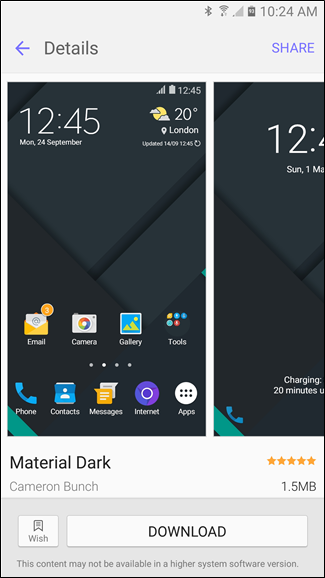 10:24 AM
Details
SHARE
12:45
12:45
Mon, 24 September
20°
London
Updated 14/09 12:45
12:4
Sun, 1 Ma
3
Email
Camera
Gallery
Tools
Phone
Contacts
Messages
Internet
Apps
Charging:
20 minutes u
Material Dark
Cameron Bunch
1.5MB
Wish
DOWNLOAD
This content may not be available in a higher system software version.